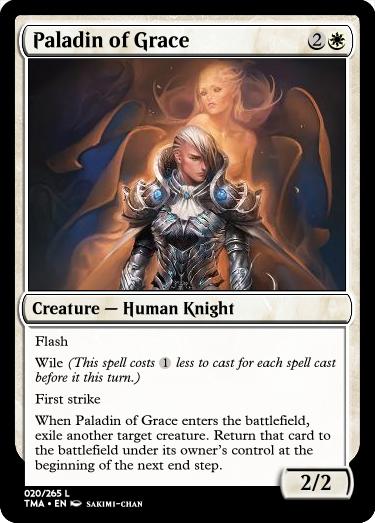 Paladin of Grace 2
Creature — Human Knight
Flash
Wile (This spell costs 1 less to cast for each spell cast
before it this turn.)
First strike
When Paladin of Grace enters the battlefield,
exile another target creature. Return that card to
the battlefield under its owner's control at the
beginning of the next end step.
2/2
020/265 L
TMA • EN SAKIMI-CHAN